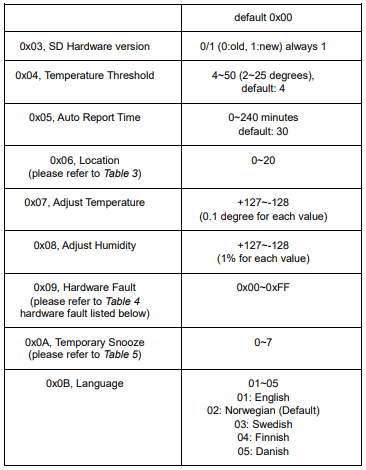 default 0x00
0x03, SD Hardware version
0/1 (0:old, 1:new) always 1
0x04, Temperature Threshold
4~50 (2~25 degrees),
default: 4
0x05, Auto Report Time
0~240 minutes
default: 30
0x06, Location
(please refer to Table 3)
0~20
0x07, Adjust Temperature
+127~-128
(0.1 degree for each value)
0x08, Adjust Humidity
+127~-128
(1% for each value)
0x09, Hardware Fault
(please refer to Table 4
hardware fault listed below)
0x00~0xFF
0x0A, Temporary Snooze
(please refer to Table 5)
0~7
0x0B, Language
01~05
01: English
02: Norwegian (Default)
03: Swedish
04: Finnish
05: Danish